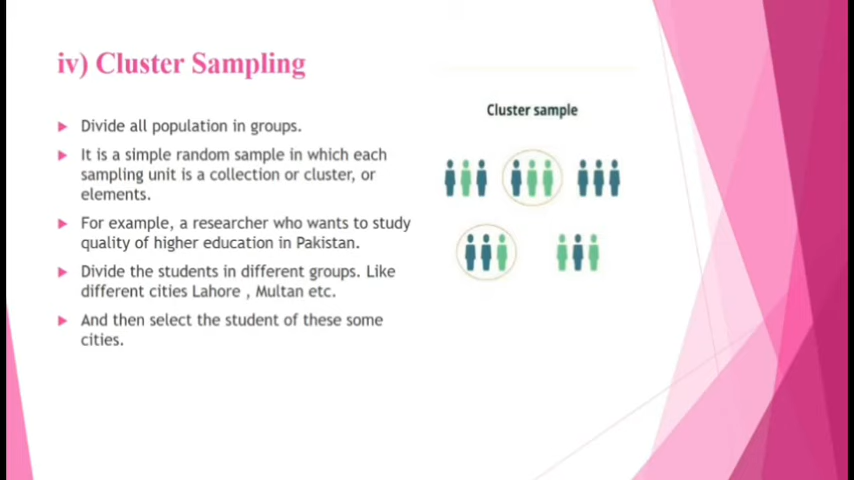 iv) Cluster Sampling
Cluster sample
Divide all population in groups.
It is a simple random sample in which each
sampling unit is a collection or cluster, or
elements.
For example, a researcher who wants to study
quality of higher education in Pakistan.
Divide the students in different groups. Like
different cities Lahore , Multan etc.
And then select the student of these some
cities.